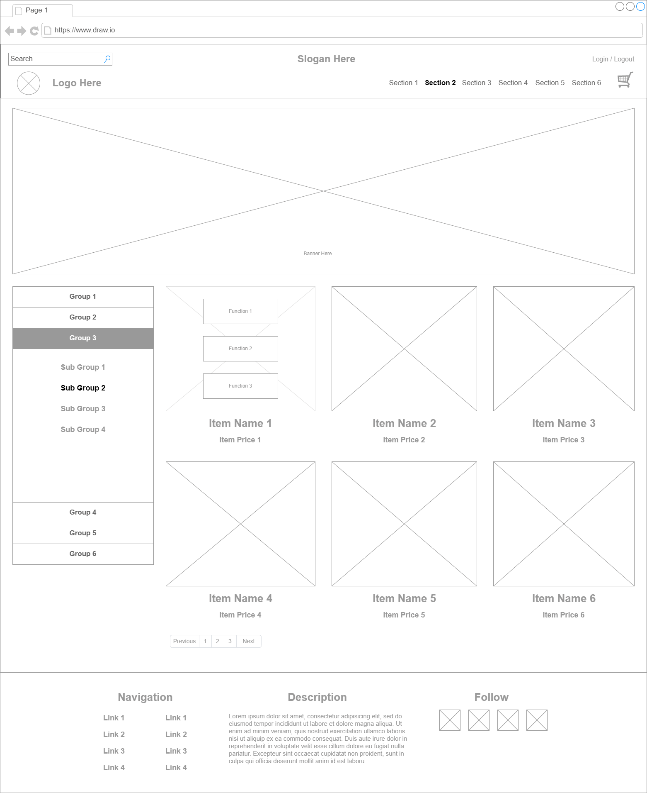 Page 1
https://www.draw.io
Search
Slogan Here
Login / Logout
Logo Here
Section 1 Section 2 Section 3 Section 4 Section 5 Section 6
Banner Here
Group 1
Group 2
Group 3
Sub Group 1
Sub Group 2
Sub Group 3
Sub Group 4
Group 4
Group 5
Group 6
Function 1
Function 2
Function 3
Item Name 1 Item Name 2 Item Name 3
Item Price 1 Item Price 2 Item Price 3
Item Name 4 Item Name 5 Item Name 6
Item Price 4 Item Price 5 Item Price 6
Previous 1 2 3 Next
Navigation
Link 1 Link 1
Link 2 Link 2
Link 3 Link 3
Link 4 Link 4
Description
Lorem ipsum dolor sit amet, consectetur adipisicing elit, sed do
eiusmod tempor incididunt ut labore et dolore magna aliqua. Ut
enim ad minim veniam, quis nostrud exercitation ullamco laboris
nisi ut aliquip ex ea commodo consequat. Duis aute irure dolor in
reprehenderit in voluptate velit esse cillum dolore eu fugiat nulla
pariatur. Excepteur sint occaecat cupidatat non proident, sunt in
culpa qui officia deserunt mollit anim id est laborum.
Follow